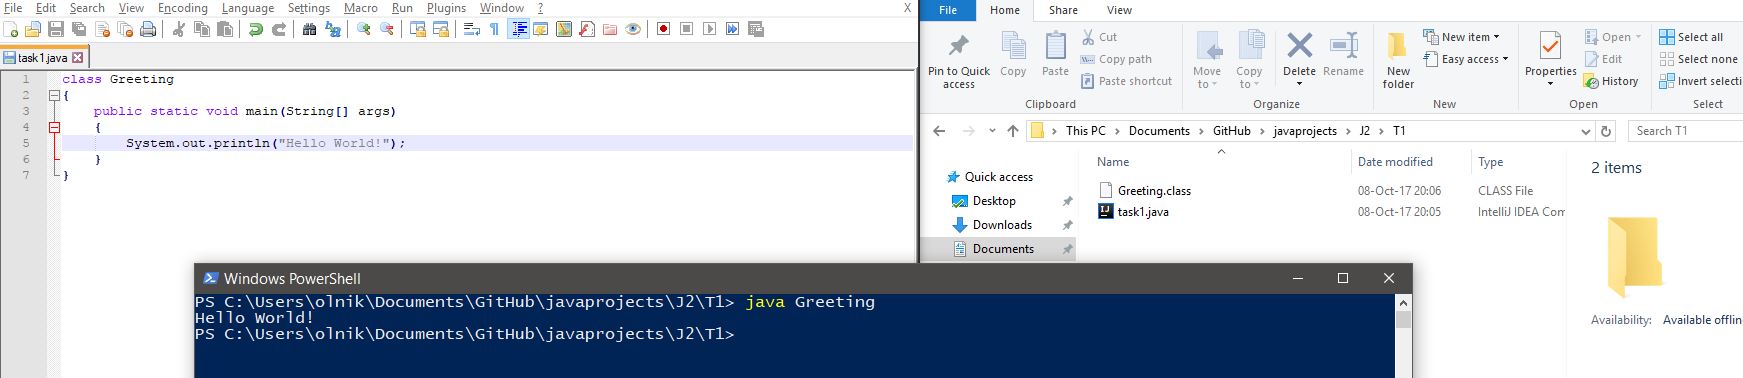 File Edit Search View Encoding Language Settings Macro Run Plugins Window ? X
task1.java
1 class Greeting
2 {
3 public static void main(String[] args)
4 {
5 System.out.println("Hello World!");
6 }
7 }
File Home Share View
Pin to Quick access
Copy
Paste
Cut
Copy path
Paste shortcut
Clipboard
Move to
Copy to
Delete
Rename
Organize
New folder
New item
Easy access
New
Properties
Open
Edit
History
Open
Select all
Select none
Invert selecti
Select
This PC > Documents > GitHub > javaprojects > J2 > T1
Search T1
Quick access
Desktop
Downloads
Documents
Name Date modified Type
Greeting.class 08-Oct-17 20:06 CLASS File
task1.java 08-Oct-17 20:05 IntelliJ IDEA Com
2 items
Availability: Available offlin
Windows PowerShell
PS C:\Users\olnik\Documents\GitHub\javaprojects\J2\T1> java Greeting
Hello World!
PS C:\Users\olnik\Documents\GitHub\javaprojects\J2\T1>